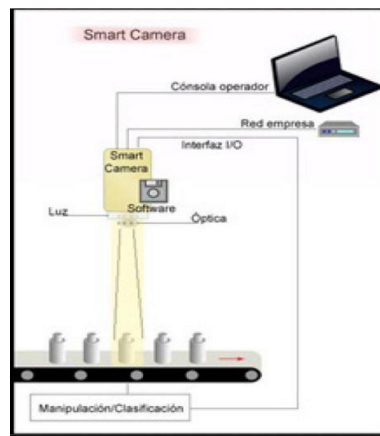 Smart Camera
Cónsola operador
Red empresa
Interfaz I/O
Smart
Camera
Software
Luz
Óptica
Manipulación/Clasificación